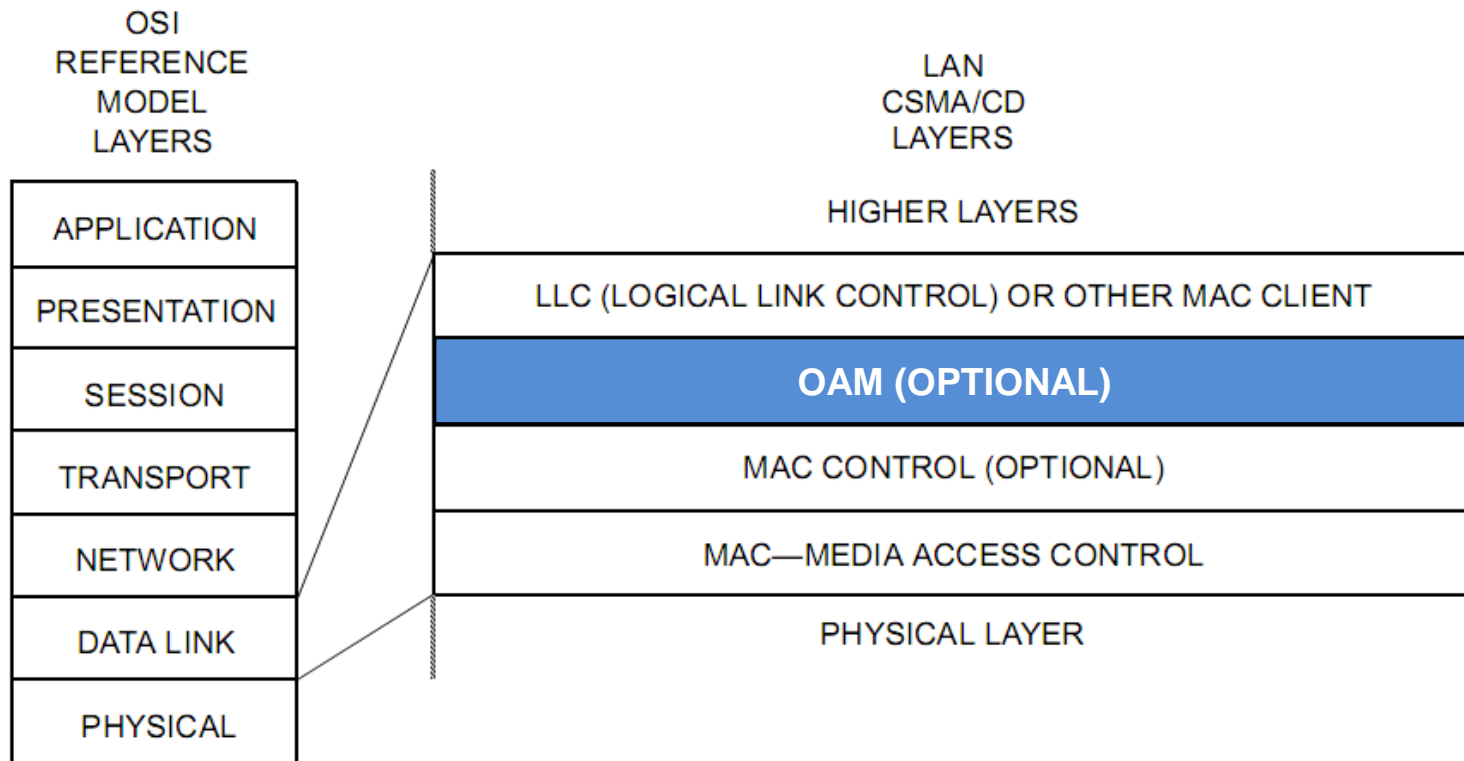 OSI
REFERENCE
MODEL
LAYERS
LAN
CSMA/CD
LAYERS
APPLICATION
PRESENTATION
SESSION
TRANSPORT
NETWORK
DATA LINK
PHYSICAL
HIGHER LAYERS
LLC (LOGICAL LINK CONTROL) OR OTHER MAC CLIENT
OAM (OPTIONAL)
MAC CONTROL (OPTIONAL)
MAC—MEDIA ACCESS CONTROL
PHYSICAL LAYER